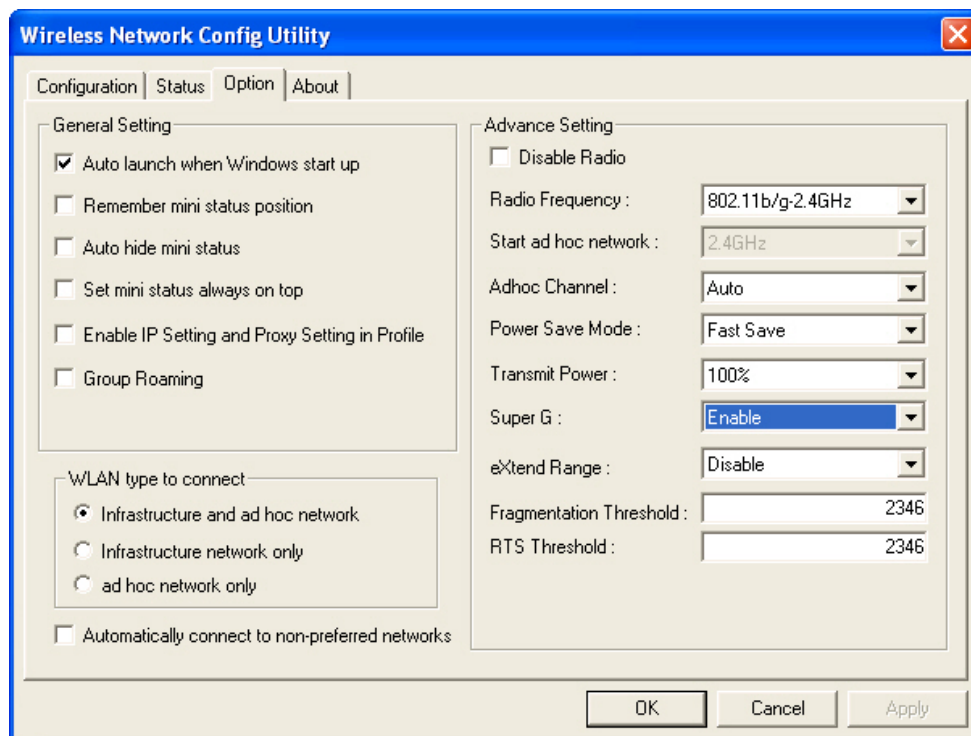 Wireless Network Config Utility
Configuration
Status
Option
About
General Setting
Auto launch when Windows start up
Remember mini status position
Auto hide mini status
Set mini status always on top
Enable IP Setting and Proxy Setting in Profile
Group Roaming
WLAN type to connect
Infrastructure and ad hoc network
Infrastructure network only
ad hoc network only
Automatically connect to non-preferred networks
Advance Setting
Disable Radio
Radio Frequency : 802.11b/g-2.4GHz
Start ad hoc network : 2.4GHz
Adhoc Channel : Auto
Power Save Mode : Fast Save
Transmit Power : 100%
Super G : Enable
eXtend Range : Disable
Fragmentation Threshold : 2346
RTS Threshold : 2346
OK
Cancel
Apply